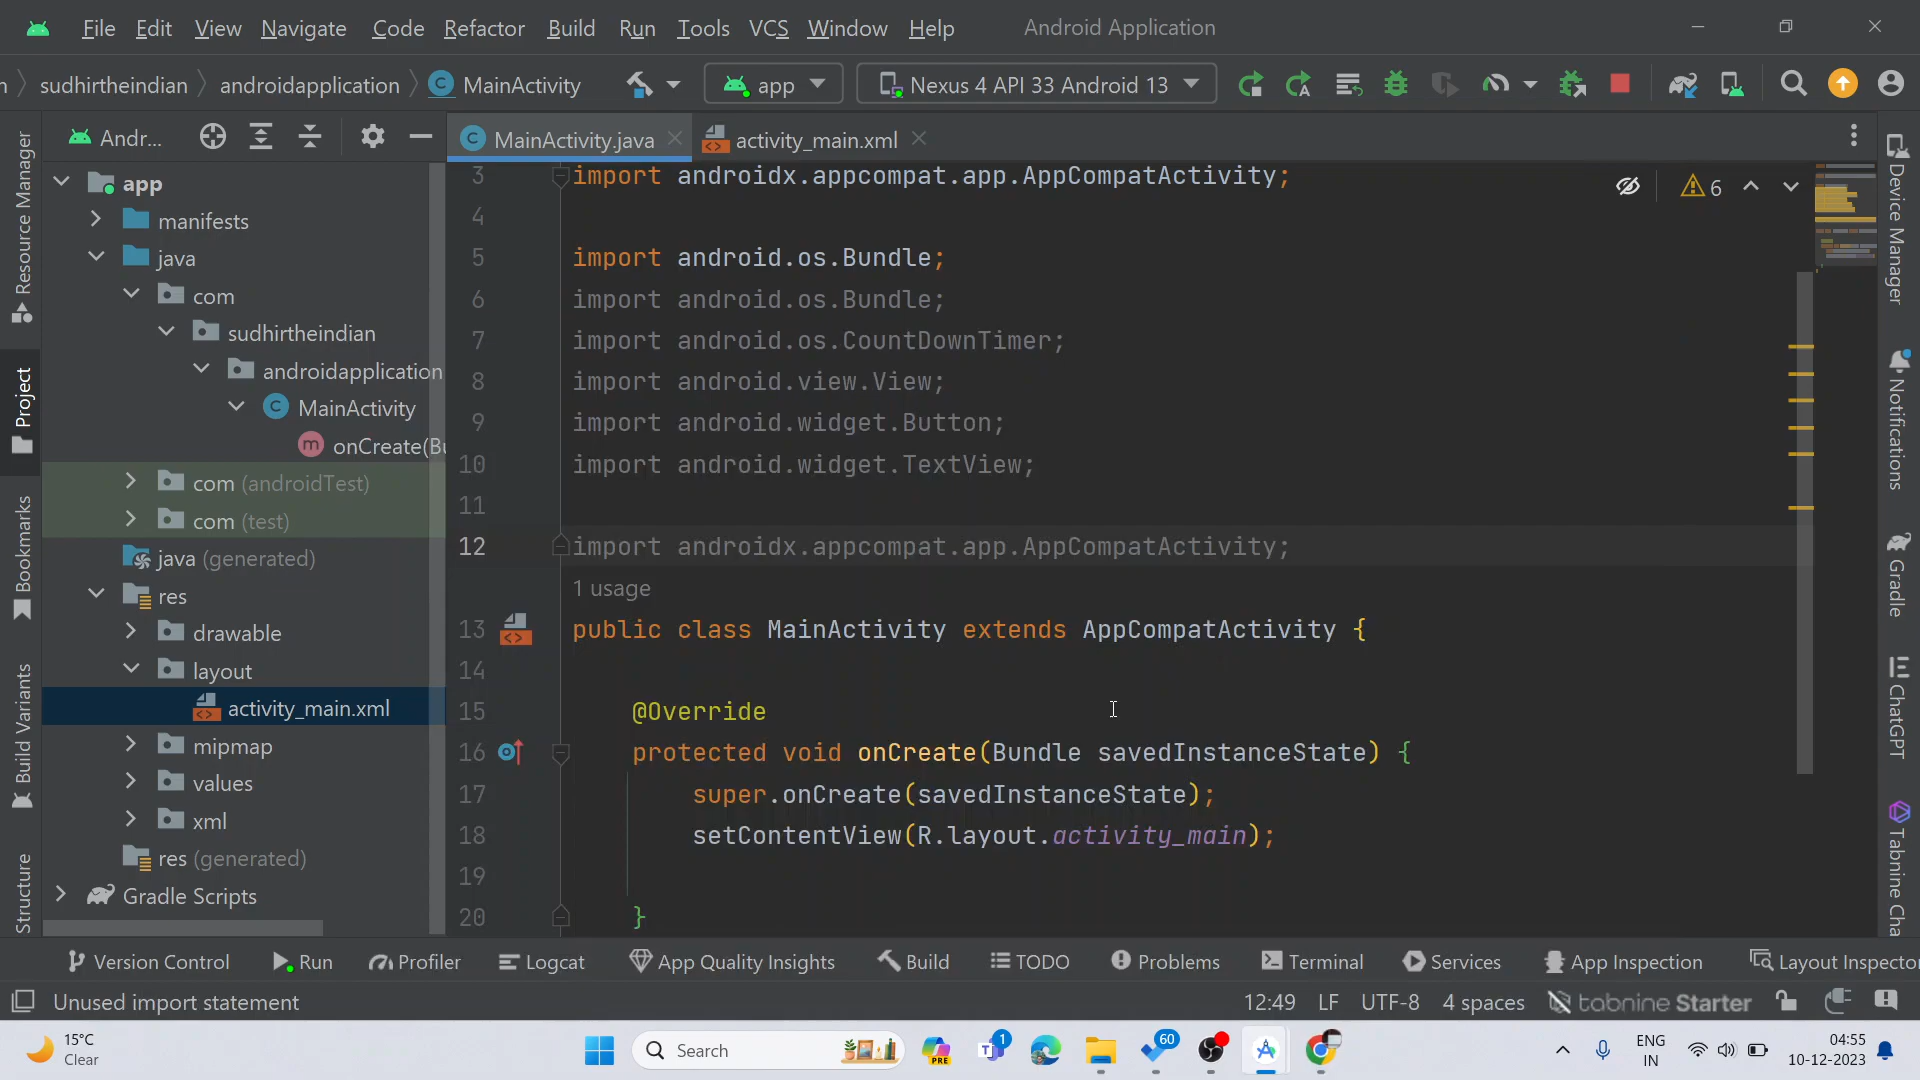 File Edit View Navigate Code Refactor Build Run Tools VCS Window Help Android Application
sudhirtheindian androidapplication MainActivity app Nexus 4 API 33 Android 13
Andr... MainActivity.java activity_main.xml
Resource Manager
Project
Bookmarks
Build Variants
Structure
app
manifests
java
com
sudhirtheindian
androidapplication
MainActivity
onCreate(Bu
com (androidTest)
com (test)
java (generated)
res
drawable
layout
activity_main.xml
mipmap
values
xml
res (generated)
Gradle Scripts
3 import androidx.appcompat.app.AppCompatActivity;
4
5 import android.os.Bundle;
6 import android.os.Bundle;
7 import android.os.CountDownTimer;
8 import android.view.View;
9 import android.widget.Button;
10 import android.widget.TextView;
11
12 import androidx.appcompat.app.AppCompatActivity;
1 usage
13 public class MainActivity extends AppCompatActivity {
14
15 @Override
16 protected void onCreate(Bundle savedInstanceState) {
17 super.onCreate(savedInstanceState);
18 setContentView(R.layout.activity_main);
19
20 }
6
Device Manager
Notifications
Gradle
ChatGPT
Tabnine Cha
Version Control Run Profiler Logcat App Quality Insights Build TODO Problems Terminal Services App Inspection Layout Inspector
Unused import statement 12:49 LF UTF-8 4 spaces tabnine Starter
15°C
Clear
Search
PRE
1
60
ENG
IN
04:55
10-12-2023